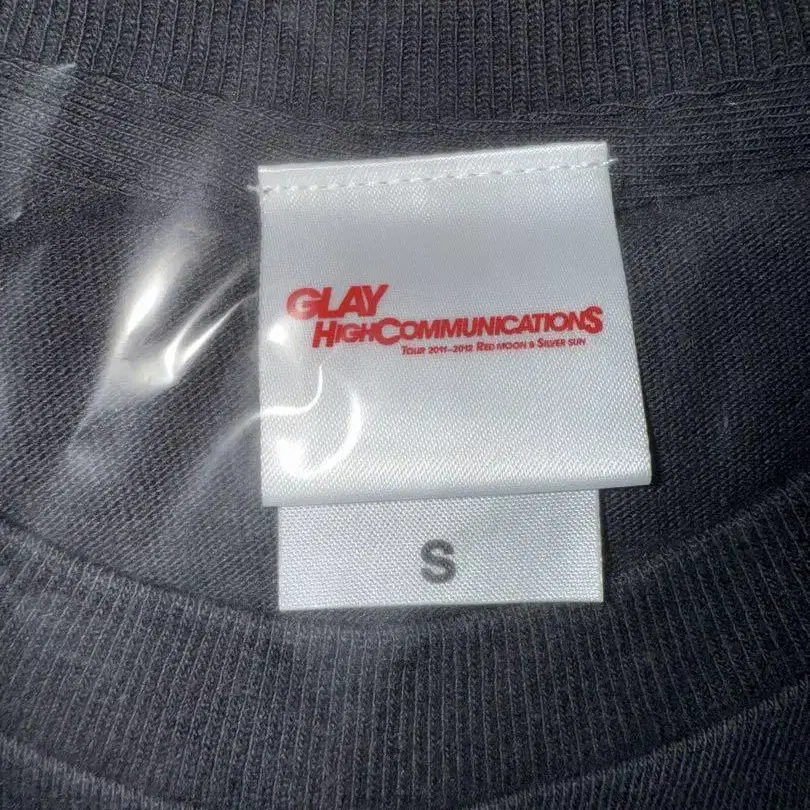 GLAY
HIGHCOMMUNICATIONS
TOUR 2011-2012 RED MOON & SILVER SUN
S